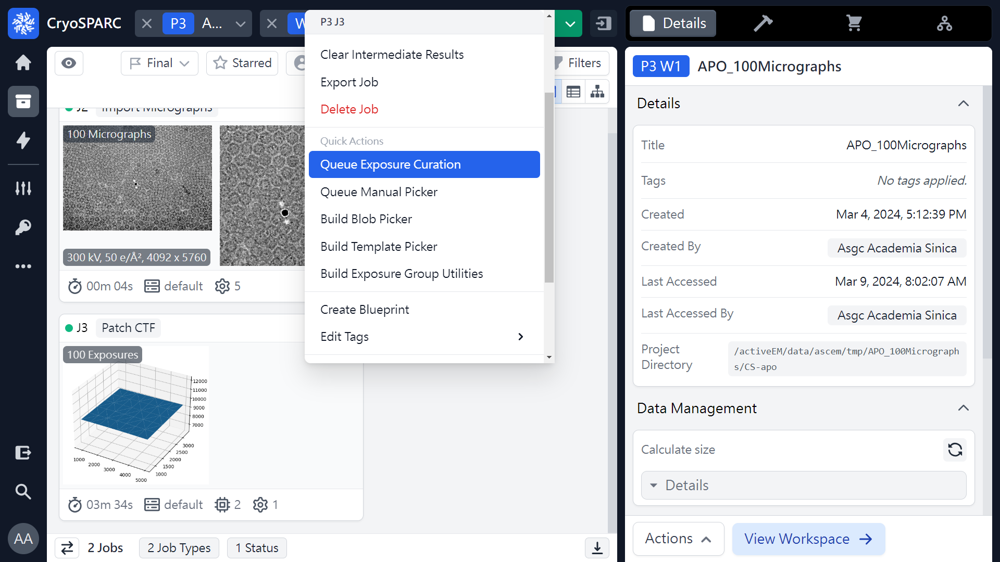 CryoSPARC
P3 A...
W
P3 J3
Details
Final
Starred
Filters
Clear Intermediate Results
Export Job
Delete Job
Quick Actions
Queue Exposure Curation
Queue Manual Picker
Build Blob Picker
Build Template Picker
Build Exposure Group Utilities
Create Blueprint
Edit Tags
J2 Import Micrographs
100 Micrographs
300 kV, 50 e/Å², 4092 x 5760
00m 04s default 5
J3 Patch CTF
100 Exposures
12000
11000
10000
9000
8000
7000
3000
2500
2000
1500
1000
1000
2000
3000
4000
5000
03m 34s default 2 1
2 Jobs 2 Job Types 1 Status
AA
P3 W1 APO_100Micrographs
Details
Title APO_100Micrographs
Tags No tags applied.
Created Mar 4, 2024, 5:12:39 PM
Created By Asgc Academia Sinica
Last Accessed Mar 9, 2024, 8:02:07 AM
Last Accessed By Asgc Academia Sinica
Project Directory /activeEM/data/ascem/tmp/APO_100Micrograph
s/CS-apo
Data Management
Calculate size
Details
Actions View Workspace